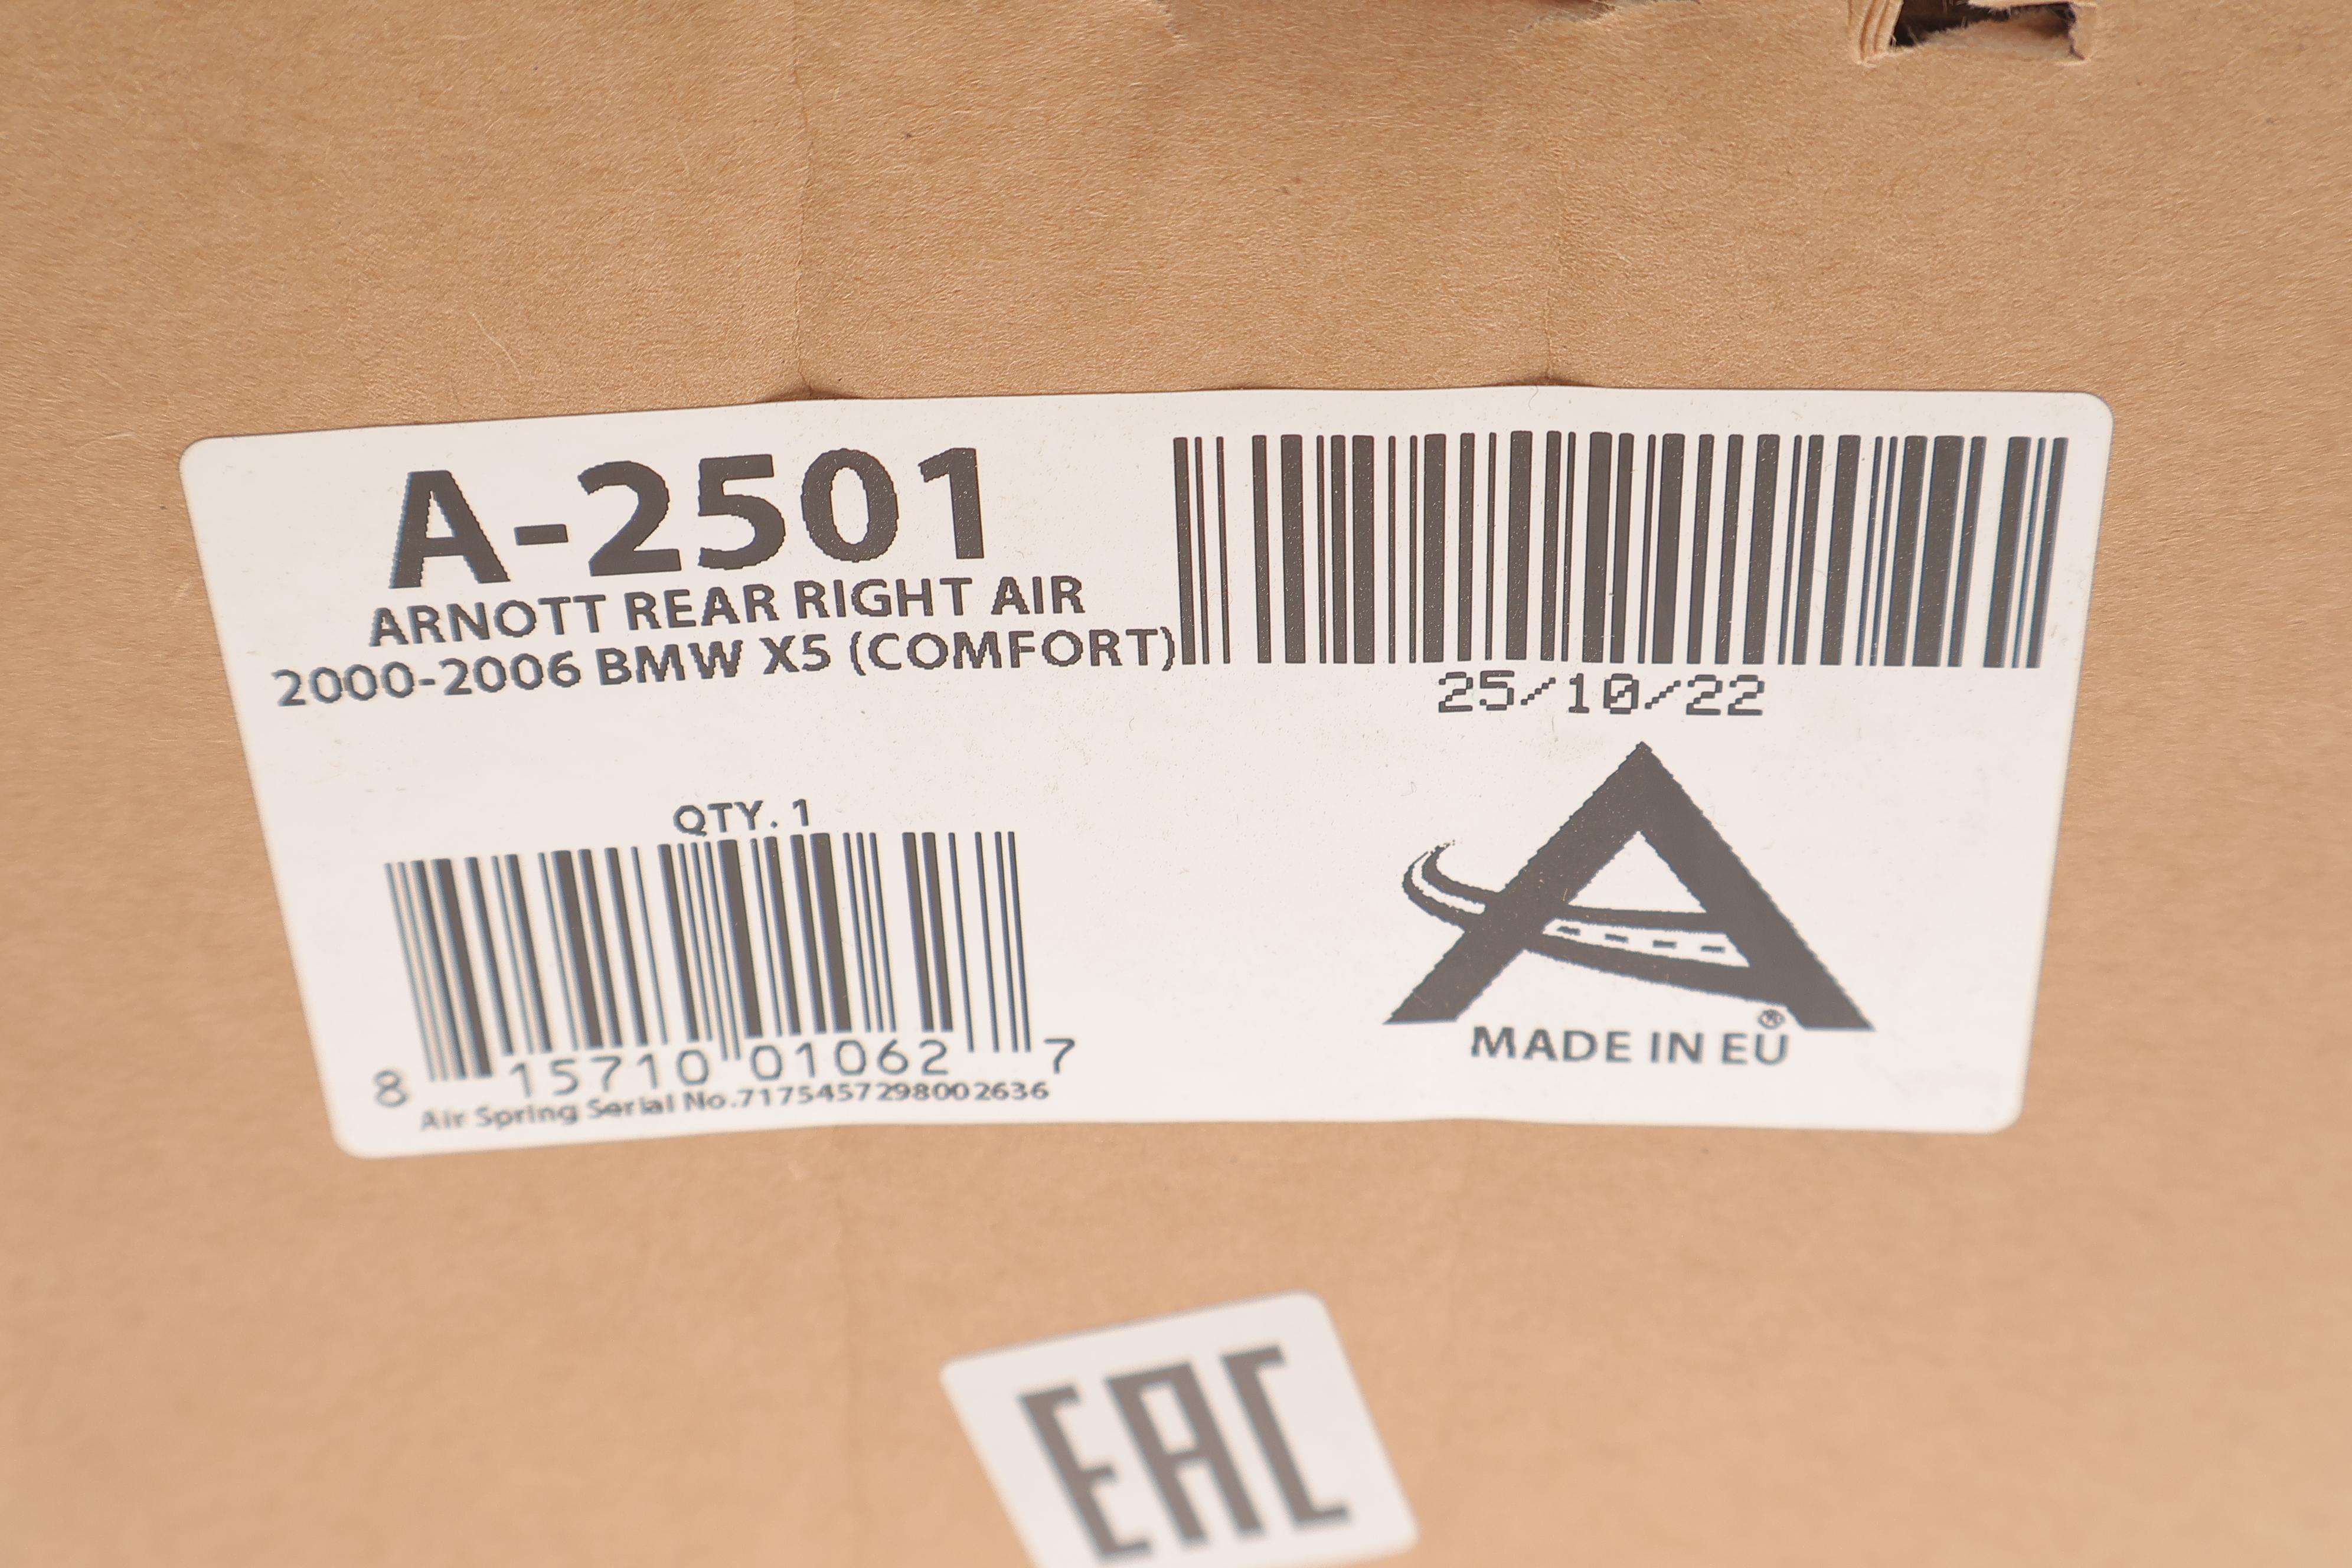 A-2501
ARNOTT REAR RIGHT AIR
2000-2006 BMW X5 (COMFORT)
25/10/22
QTY. 1
8 15710 01062 7
Air Spring Serial No.7175457298002636
®
MADE IN EU
EAC